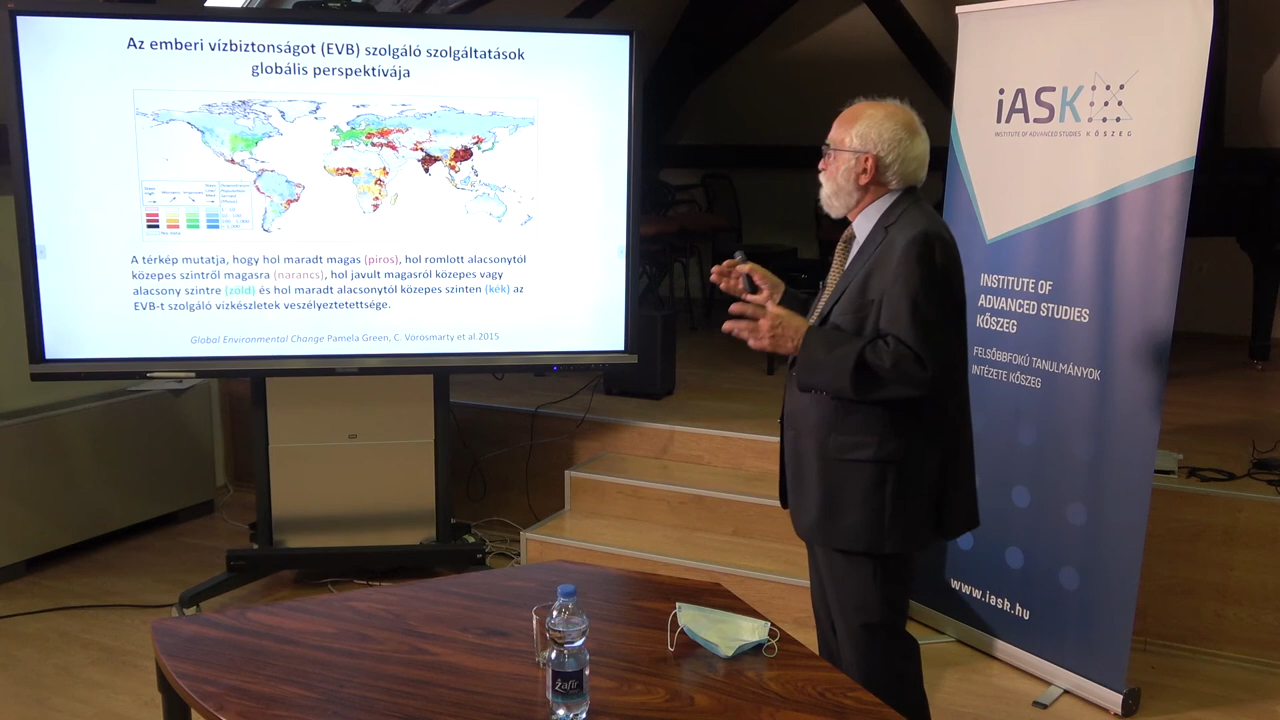 Az emberi vízbiztonságot (EVB) szolgáló szolgáltatások
globális perspektívája
A térkép mutatja, hogy hol maradt magas (piros), hol romlott alacsonytól
közepes szintről magasra (narancs), hol javult magasról közepes vagy
alacsony szintre (zöld) és hol maradt alacsonytól közepes szinten (kék) az
EVB-t szolgáló vízkészletek veszélyeztetettsége.
Global Environmental Change Pamela Green, C. Vörösmarty et al 2015
iASK
INSTITUTE OF ADVANCED STUDIES KŐSZEG
INSTITUTE OF
ADVANCED STUDIES
KŐSZEG
FELSŐBBFOKÚ TANULMÁNYOK
INTÉZETE KŐSZEG
www.iask.hu
Zafír